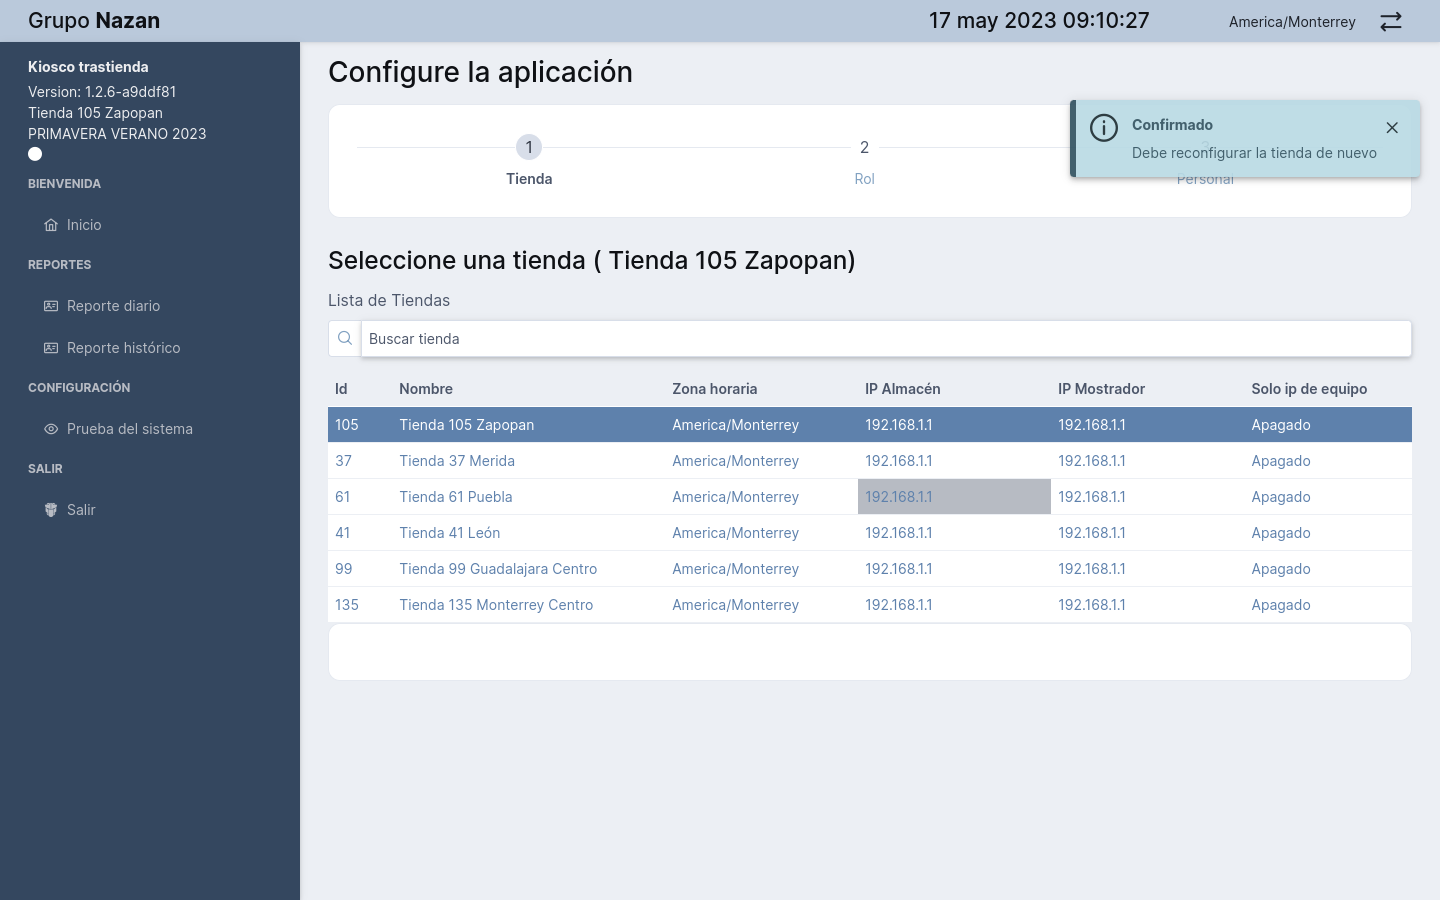 Grupo Nazan
17 may 2023 09:10:27
America/Monterrey
Kiosco trastienda
Version: 1.2.6-a9ddf81
Tienda 105 Zapopan
PRIMAVERA VERANO 2023
BIENVENIDA
Inicio
REPORTES
Reporte diario
Reporte histórico
CONFIGURACIÓN
Prueba del sistema
SALIR
Salir
Configure la aplicación
1
Tienda
2
Rol
3
Personal
Confirmado
Debe reconfigurar la tienda de nuevo
Seleccione una tienda ( Tienda 105 Zapopan)
Lista de Tiendas
Buscar tienda
Id Nombre Zona horaria IP Almacén IP Mostrador Solo ip de equipo
105 Tienda 105 Zapopan America/Monterrey 192.168.1.1 192.168.1.1 Apagado
37 Tienda 37 Merida America/Monterrey 192.168.1.1 192.168.1.1 Apagado
61 Tienda 61 Puebla America/Monterrey 192.168.1.1 192.168.1.1 Apagado
41 Tienda 41 León America/Monterrey 192.168.1.1 192.168.1.1 Apagado
99 Tienda 99 Guadalajara Centro America/Monterrey 192.168.1.1 192.168.1.1 Apagado
135 Tienda 135 Monterrey Centro America/Monterrey 192.168.1.1 192.168.1.1 Apagado